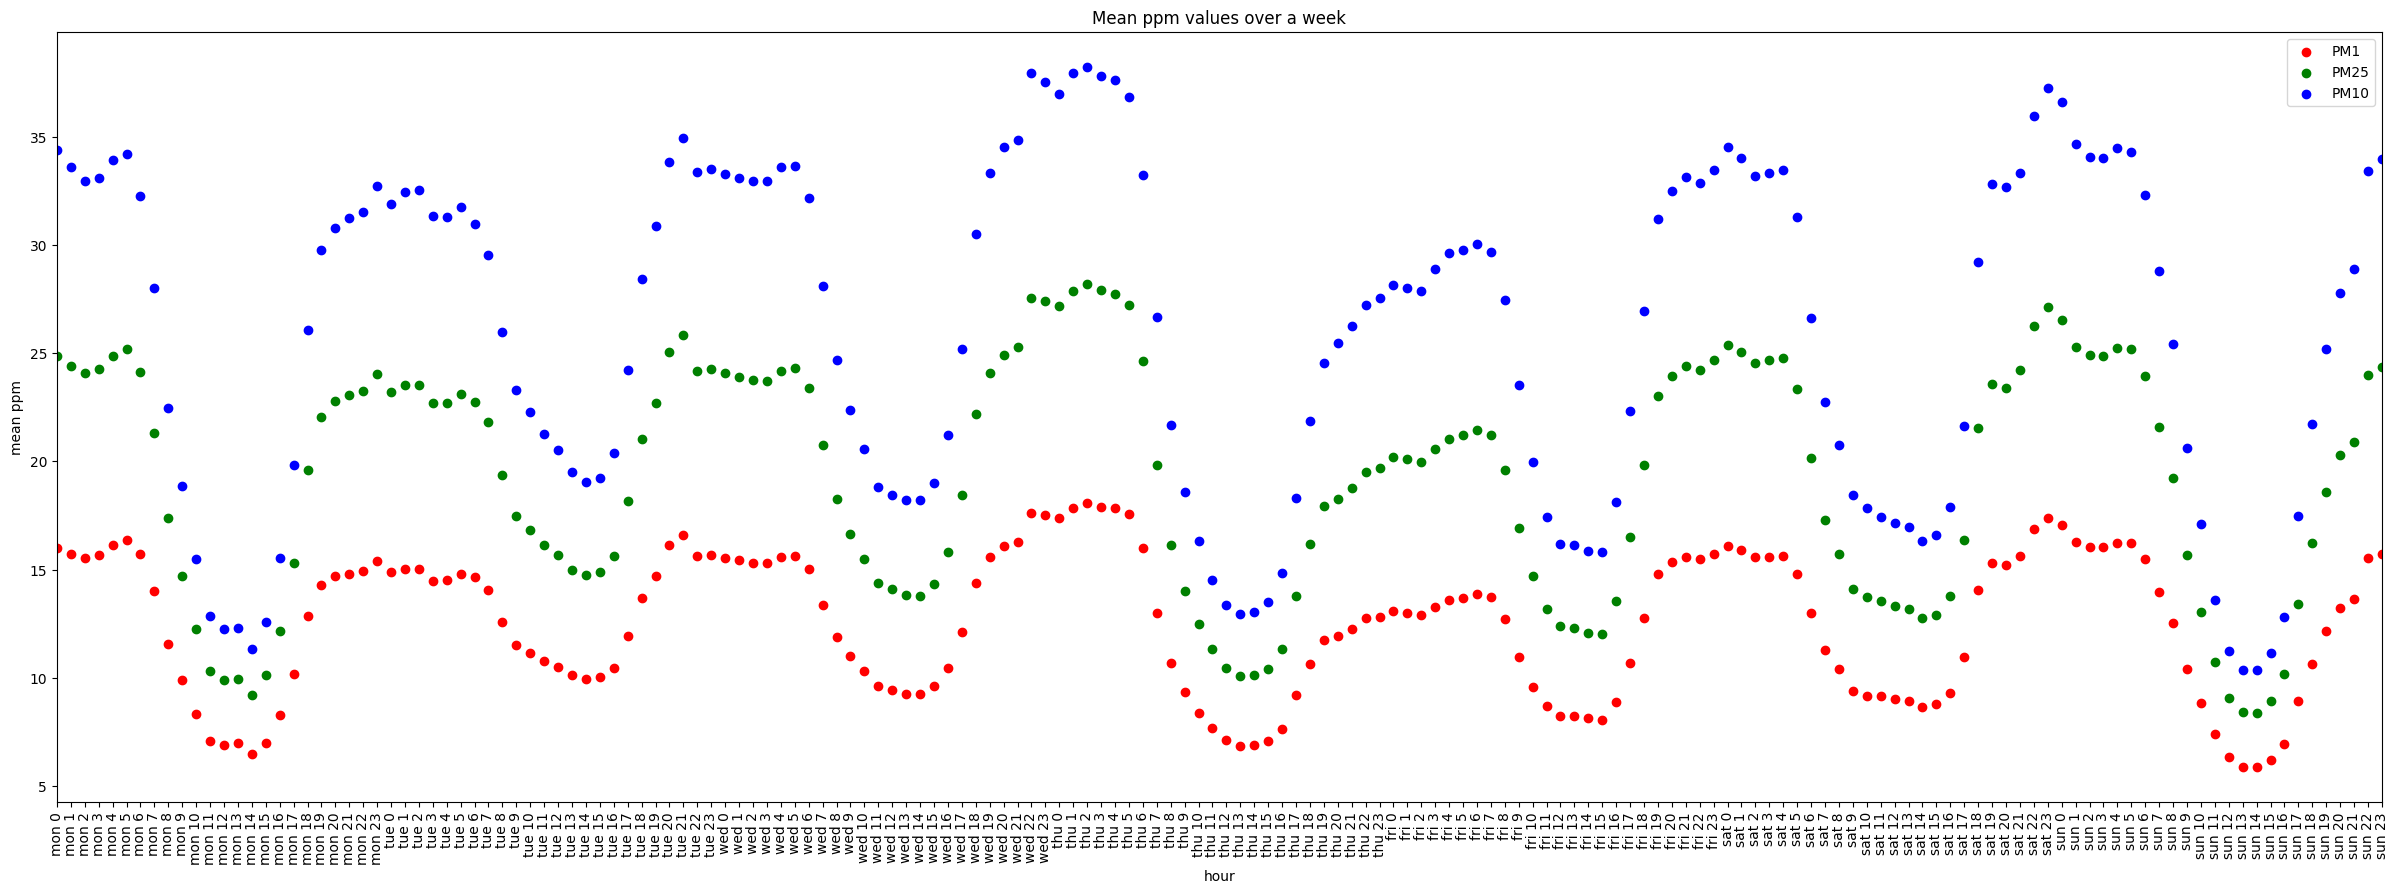 Mean ppm values over a week
PM1
PM25
PM10
mean ppm
35
30
25
20
15
10
5
mon 0
mon 1
mon 2
mon 3
mon 4
mon 5
mon 6
mon 7
mon 8
mon 9
mon 10
mon 11
mon 12
mon 13
mon 14
mon 15
mon 16
mon 17
mon 18
mon 19
mon 20
mon 21
mon 22
mon 23
tue 0
tue 1
tue 2
tue 3
tue 4
tue 5
tue 6
tue 7
tue 8
tue 9
tue 10
tue 11
tue 12
tue 13
tue 14
tue 15
tue 16
tue 17
tue 18
tue 19
tue 20
tue 21
tue 22
tue 23
wed 0
wed 1
wed 2
wed 3
wed 4
wed 5
wed 6
wed 7
wed 8
wed 9
wed 10
wed 11
wed 12
wed 13
wed 14
wed 15
wed 16
wed 17
wed 18
wed 19
wed 20
wed 21
wed 22
wed 23
thu 0
thu 1
thu 2
thu 3
thu 4
thu 5
thu 6
thu 7
thu 8
thu 9
thu 10
thu 11
thu 12
thu 13
thu 14
thu 15
thu 16
thu 17
thu 18
thu 19
thu 20
thu 21
thu 22
thu 23
fri 0
fri 1
fri 2
fri 3
fri 4
fri 5
fri 6
fri 7
fri 8
fri 9
fri 10
fri 11
fri 12
fri 13
fri 14
fri 15
fri 16
fri 17
fri 18
fri 19
fri 20
fri 21
fri 22
fri 23
sat 0
sat 1
sat 2
sat 3
sat 4
sat 5
sat 6
sat 7
sat 8
sat 9
sat 10
sat 11
sat 12
sat 13
sat 14
sat 15
sat 16
sat 17
sat 18
sat 19
sat 20
sat 21
sat 22
sat 23
sun 0
sun 1
sun 2
sun 3
sun 4
sun 5
sun 6
sun 7
sun 8
sun 9
sun 10
sun 11
sun 12
sun 13
sun 14
sun 15
sun 16
sun 17
sun 18
sun 19
sun 20
sun 21
sun 22
sun 23
hour